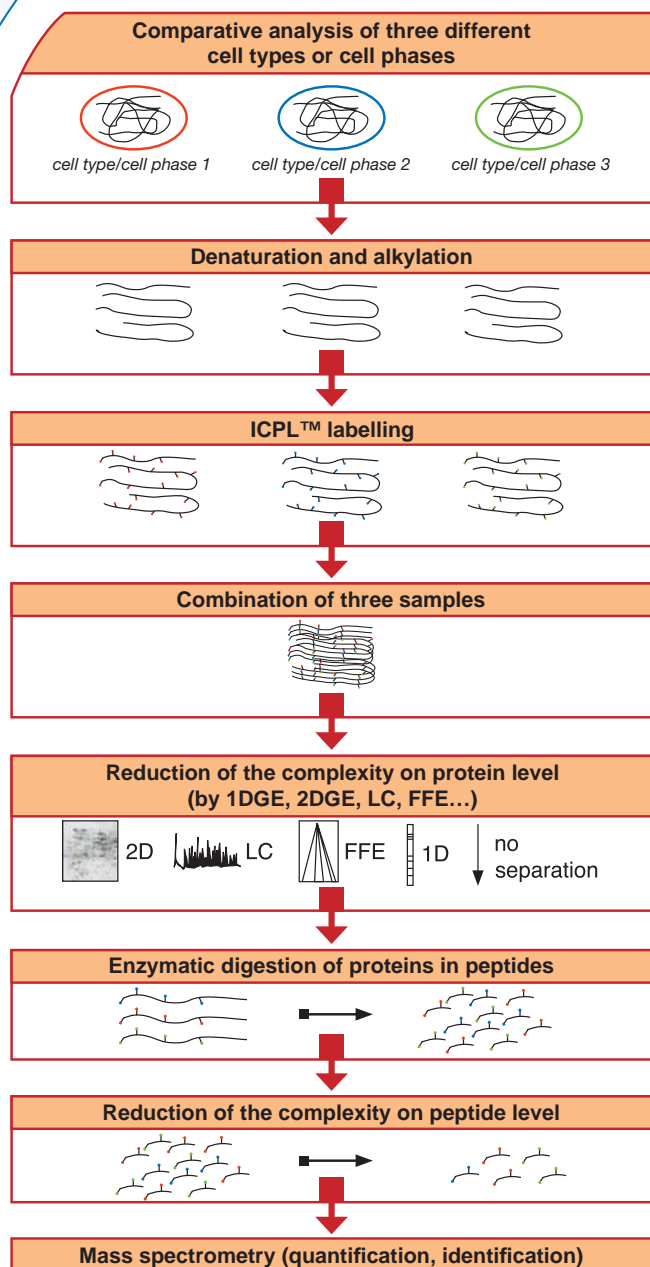 Comparative analysis of three different
cell types or cell phases
cell type/cell phase 1
cell type/cell phase 2
cell type/cell phase 3
Denaturation and alkylation
ICPL™ labelling
Combination of three samples
Reduction of the complexity on protein level
(by 1DGE, 2DGE, LC, FFE…)
2D
LC
FFE
1D
no
separation
Enzymatic digestion of proteins in peptides
Reduction of the complexity on peptide level
Mass spectrometry (quantification, identification)